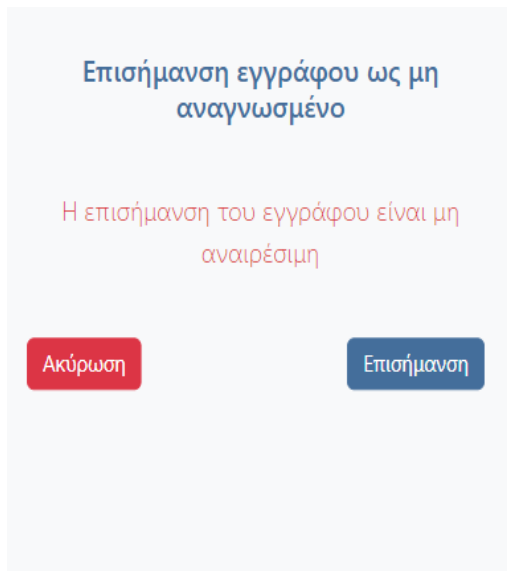 Επισήμανση εγγράφου ως μη
αναγνωσμένο
Η επισήμανση του εγγράφου είναι μη
αναιρέσιμη
Ακύρωση
Επισήμανση